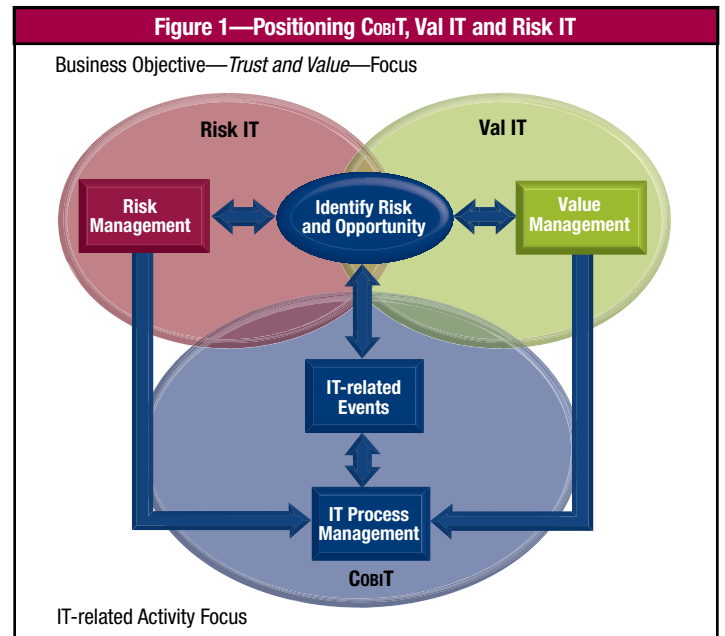 Figure 1—Positioning COBIT, Val IT and Risk IT
Business Objective—Trust and Value—Focus
Risk IT
Val IT
Risk
Management
Identify Risk
and Opportunity
Value
Management
IT-related
Events
IT Process
Management
COBIT
IT-related Activity Focus